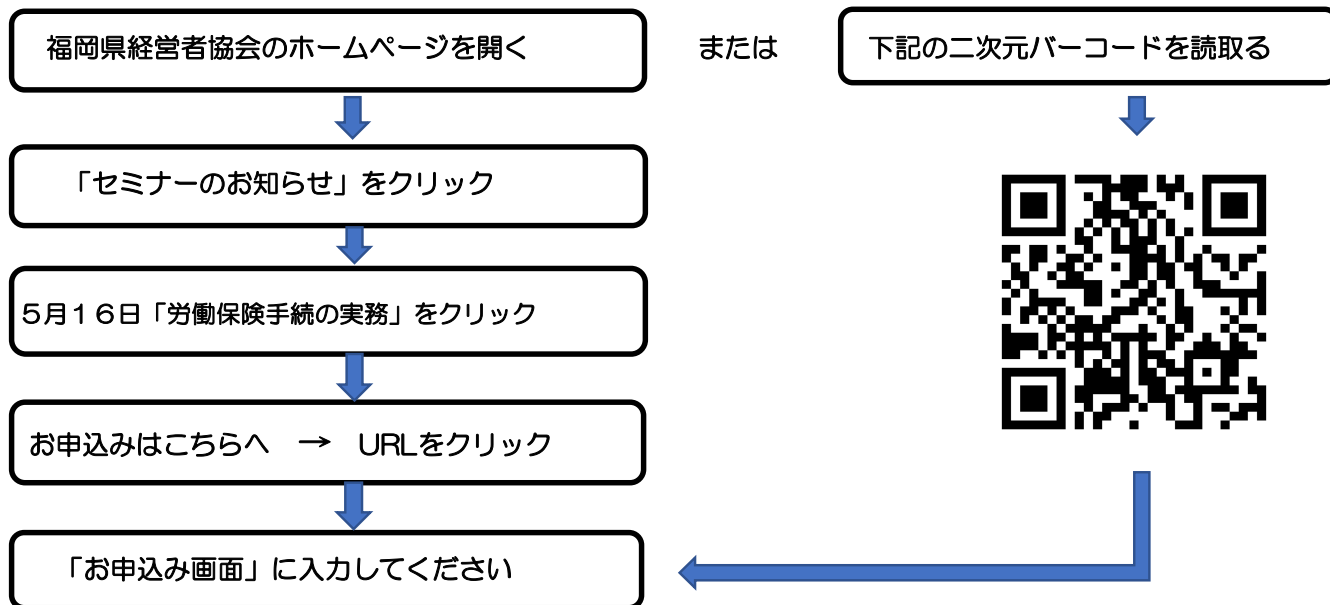 福岡県経営者協会のホームページを開く
または
下記の二次元バーコードを読取る
「セミナーのお知らせ」をクリック
５月１６日「労働保険手続の実務」をクリック
お申込みはこちらへ　→　URLをクリック
「お申込み画面」に入力してください